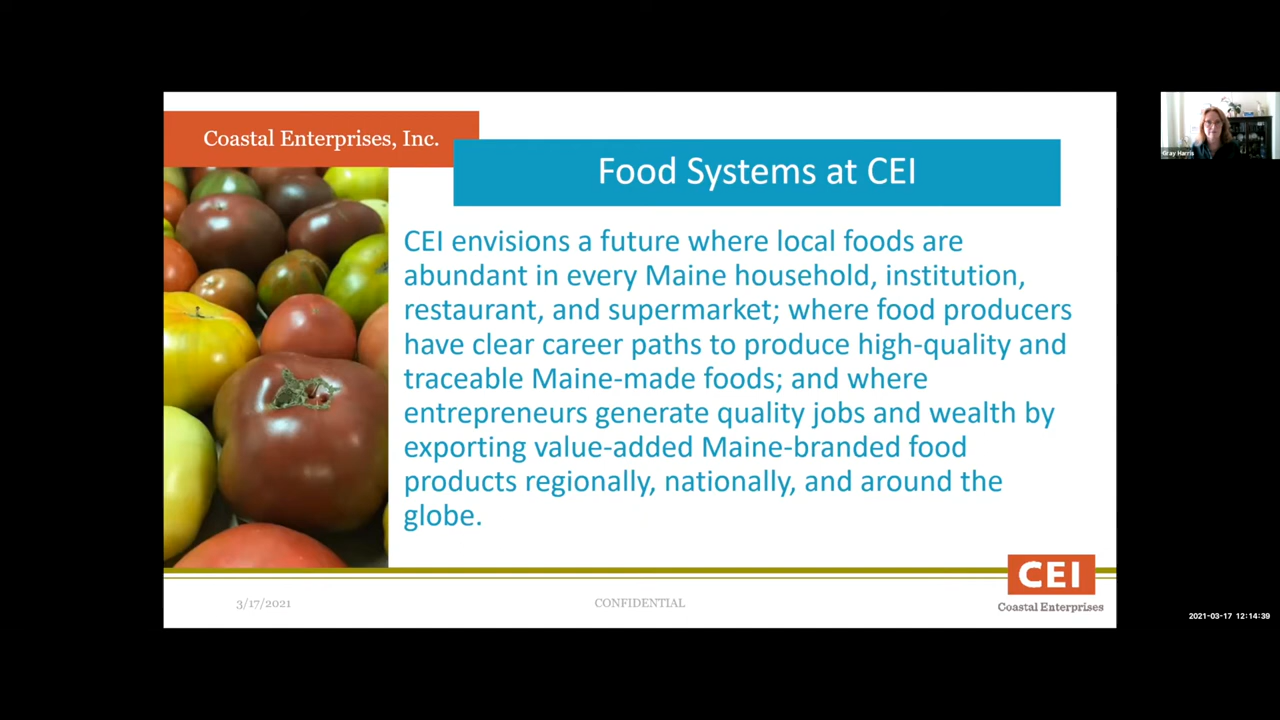 Coastal Enterprises, Inc.
Food Systems at CEI
CEI envisions a future where local foods are
abundant in every Maine household, institution,
restaurant, and supermarket; where food producers
have clear career paths to produce high-quality and
traceable Maine-made foods; and where
entrepreneurs generate quality jobs and wealth by
exporting value-added Maine-branded food
products regionally, nationally, and around the
globe.
CEI
Coastal Enterprises
3/17/2021
CONFIDENTIAL
Gray Harris
2021-03-17 12:14:39